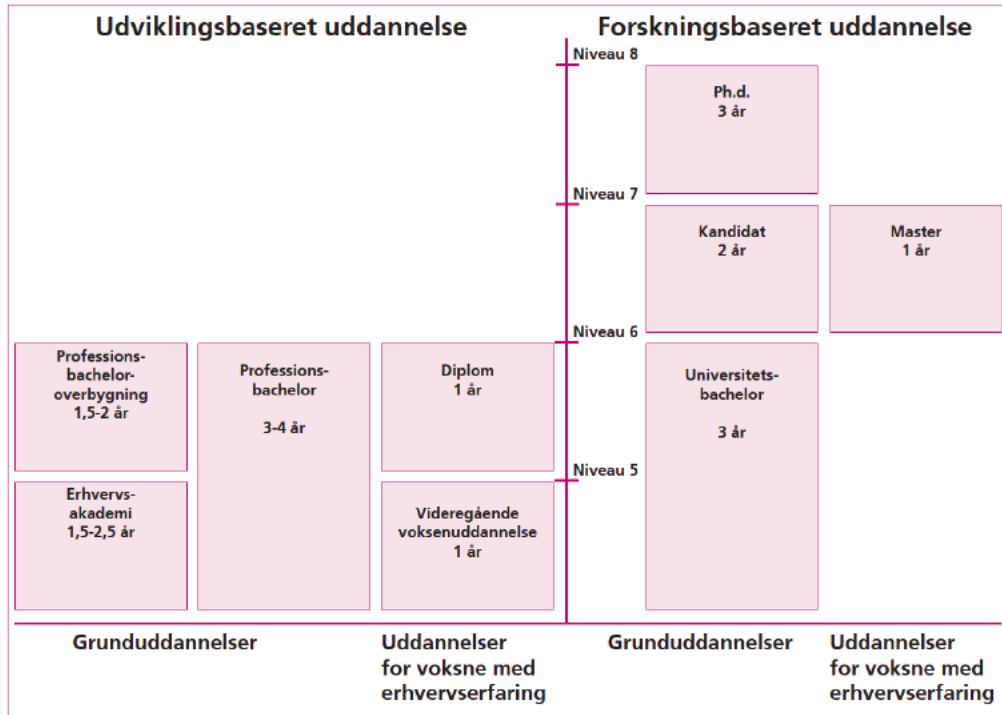 Udviklingsbaseret uddannelse
Forskningsbaseret uddannelse
Niveau 8
Ph.d.
3 år
Niveau 7
Kandidat
2 år
Master
1 år
Niveau 6
Professions-
bachelor-
overbygning
1,5-2 år
Professions-
bachelor
3-4 år
Diplom
1 år
Universitets-
bachelor
3 år
Niveau 5
Erhvervs-
akademi
1,5-2,5 år
Videregående
voksenuddannelse
1 år
Grunduddannelser
Uddannelser
for voksne med
erhvervserfaring
Grunduddannelser
Uddannelser
for voksne med
erhvervserfaring